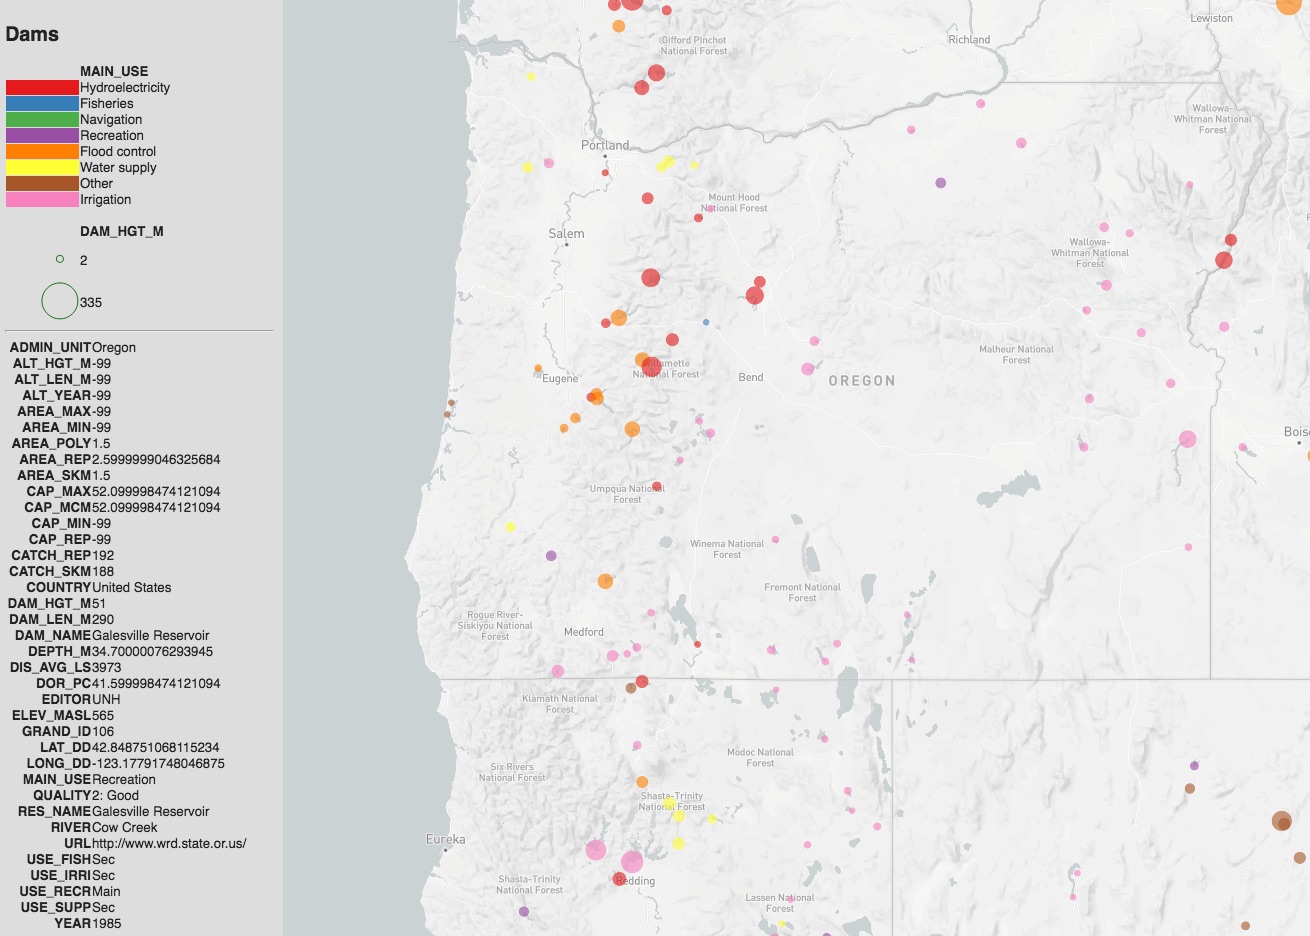 Dams
MAIN_USE
Hydroelectricity
Fisheries
Navigation
Recreation
Flood control
Water supply
Other
Irrigation
DAM_HGT_M
2
335
ADMIN_UNIT Oregon
ALT_HGT_M -99
ALT_LEN_M -99
ALT_YEAR -99
AREA_MAX -99
AREA_MIN -99
AREA_POLY 1.5
AREA_REP 2.5999999046325684
AREA_SKM 1.5
CAP_MAX 52.099998474121094
CAP_MCM 52.099998474121094
CAP_MIN -99
CAP_REP -99
CATCH_REP 192
CATCH_SKM 188
COUNTRY United States
DAM_HGT_M 51
DAM_LEN_M 290
DAM_NAME Galesville Reservoir
DEPTH_M 34.70000076293945
DIS_AVG_LS 3973
DOR_PC 41.599998474121094
EDITOR UNH
ELEV_MASL 565
GRAND_ID 106
LAT_DD 42.848751068115234
LONG_DD -123.17791748046875
MAIN_USE Recreation
QUALITY 2: Good
RES_NAME Galesville Reservoir
RIVER Cow Creek
URL http://www.wrd.state.or.us/
USE_FISH Sec
USE_IRRI Sec
USE_RECR Main
USE_SUPP Sec
YEAR 1985
Lewiston
Gifford Pinchot
National Forest
Richland
Wallowa-
Whitman National
Forest
Portland
Mount Hood
National Forest
Salem
Wallowa-
Whitman National
Forest
Malheur National
Forest
Willamette
National Forest
Eugene
Bend
OREGON
Boise
Umpqua National
Forest
Winema National
Forest
Fremont National
Forest
Rogue River-
Siskiyou National
Forest
Medford
Klamath National
Forest
Modoc National
Forest
Six Rivers
National Forest
Shasta-Trinity
National Forest
Eureka
Shasta-Trinity
National Forest
Redding
Lassen National
Forest